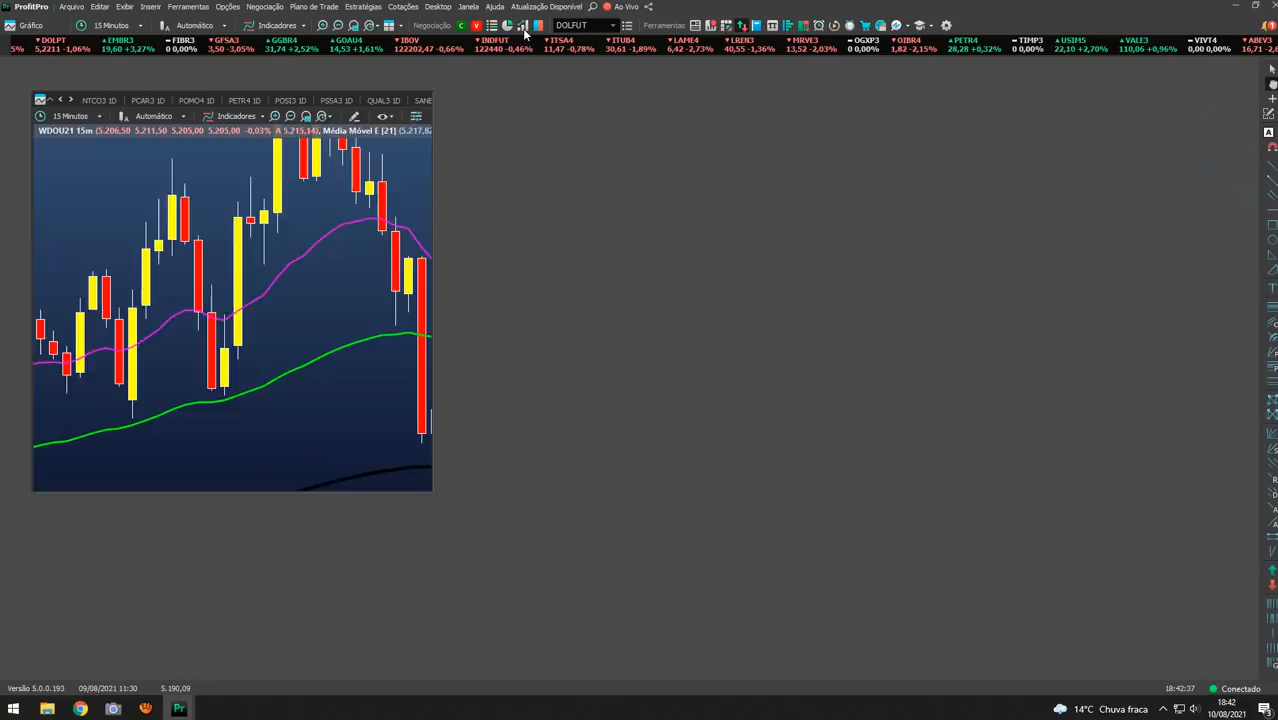 ProfitPro Arquivo Editar Exibir Inserir Ferramentas Opções Negociação Plano de Trade Estratégias Cotações Desktop Janela Ajuda Atualização Disponível Ao Vivo
Gráfico 15 Minutos Automático Indicadores Negociação C V DOLFUT Ferramentas
DOLPT EMBR3 FIBR3 GFSA3 GGBR4 GOAU4 IBOV INDFUT ITSA4 ITUB4 LAME4 LREN3 MRVE3 OGXP3 OIBR4 PETR4 TIMP3 USIM5 VALE3 VIVT4 ABEV3
5% 5,2211 -1,06% 19,60 +3,27% 0 0,00% 3,50 -3,05% 31,74 +2,52% 14,53 +1,61% 122202,47 -0,66% 122440 -0,46% 11,47 -0,78% 30,61 -1,89% 6,42 -2,73% 40,55 -1,36% 13,52 -2,03% 0 0,00% 1,82 -2,15% 28,28 +0,32% 0 0,00% 22,10 +2,70% 110,06 +0,96% 0,00 0,00% 16,71
NTCO3 1D PCAR3 1D POMO4 1D PETR4 1D POSI3 1D PSSA3 1D QUAL3 1D SANE
15 Minutos Automático Indicadores
WDOU21 15m (5.206,50 5.211,50 5.205,00 5.205,00 -0,03% A 5.215,14), Média Móvel E [21] (5.217,82
Versão 5.0.0.193 09/08/2021 11:30 5.190,09 18:42:37 Conectado
Pr 14°C Chuva fraca 18:42
10/08/2021